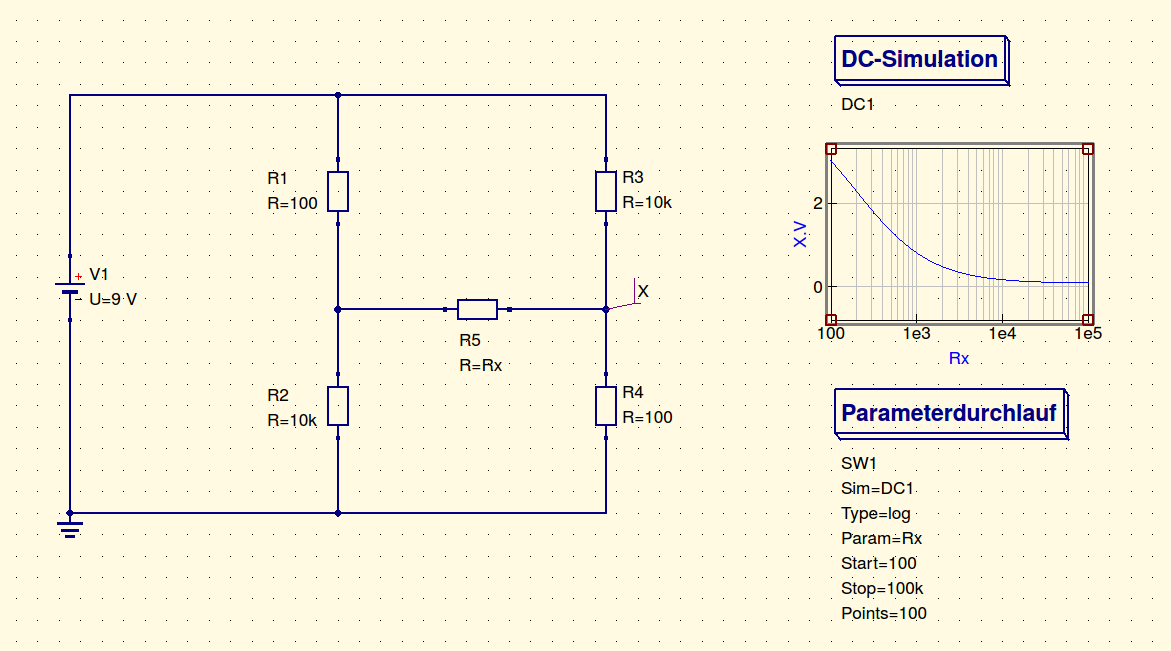 R1
R=100
R3
R=10k
+
V1
−
U=9 V
X
R5
R=Rx
R2
R=10k
R4
R=100
DC-Simulation
DC1
X.V
2
0
100
1e3
1e4
1e5
Rx
Parameterdurchlauf
SW1
Sim=DC1
Type=log
Param=Rx
Start=100
Stop=100k
Points=100